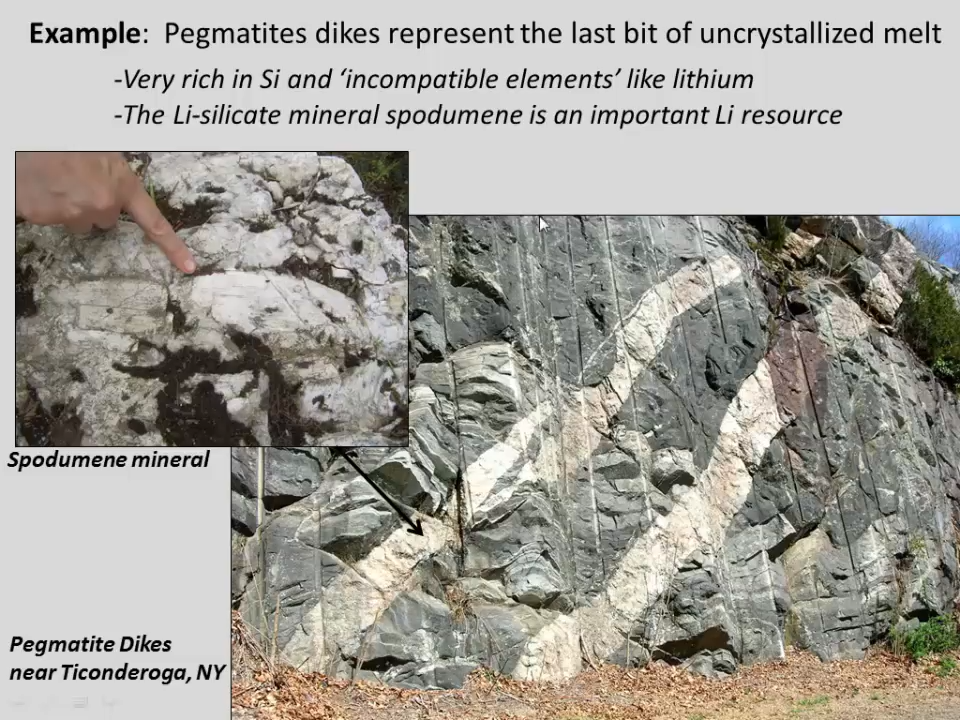 Example:  Pegmatites dikes represent the last bit of uncrystallized melt
-Very rich in Si and ‘incompatible elements’ like lithium
-The Li-silicate mineral spodumene is an important Li resource
Spodumene mineral
Pegmatite Dikes
near Ticonderoga, NY